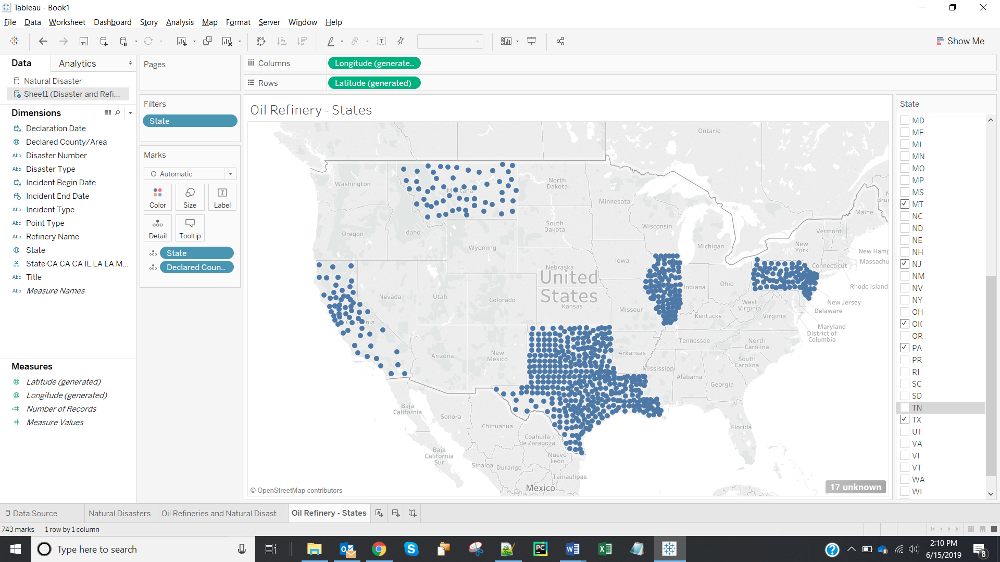 Tableau - Book1
File Data Worksheet Dashboard Story Analysis Map Format Server Window Help
Show Me
Data Analytics
Natural Disaster
Sheet1 (Disaster and Refi...
Dimensions
Declaration Date
Declared County/Area
Abc Disaster Number
Abc Disaster Type
Incident Begin Date
Incident End Date
Abc Incident Type
Abc Point Type
Abc Refinery Name
State
State CA CA CA IL LA LA M...
Abc Title
Abc Measure Names
Measures
Latitude (generated)
Longitude (generated)
Number of Records
Measure Values
Pages
Filters
State
Marks
Automatic
Color Size Label
Detail Tooltip
State
Declared Coun..
Columns Longitude (generate..
Rows Latitude (generated)
Oil Refinery - States
Ontario
Washington
North
Dakota
Minnesota
Maine
Oregon
Idaho
South
Dakota
Wisconsin
Vermont
Wyoming
Michigan
New
York
New Hamp
Massachu
Iowa
Nebraska
Connecticut
United
States
Indiana
Ohio
Rhode Island
Nevada
Utah
Colorado
Kansas
Missouri
West
Virginia
Virginia
New Jersey
Delaware
Kentucky
Maryland
District of
Columbia
Tennessee
North
Carolina
Arizona
New
Mexico
Arkansas
South
Carolina
Mississippi
Alabama
Georgia
Baja
California
Sonora
Chihuahua
Coahuila
de Zaragoza
Florida
Baja
California
Sur
Nuevo
León
Sinaloa
Durango
Tamaulipas
Mexico
© OpenStreetMap contributors
17 unknown
State
MD
ME
MI
MN
MO
MP
MS
MT
NC
ND
NE
NH
NJ
NM
NV
NY
OH
OK
OR
PA
PR
RI
SC
SD
TN
TX
UT
VA
VI
VT
WA
WI
Data Source Natural Disasters Oil Refineries and Natural Disast... Oil Refinery - States
743 marks 1 row by 1 column
Type here to search
2:10 PM
6/15/2019
8